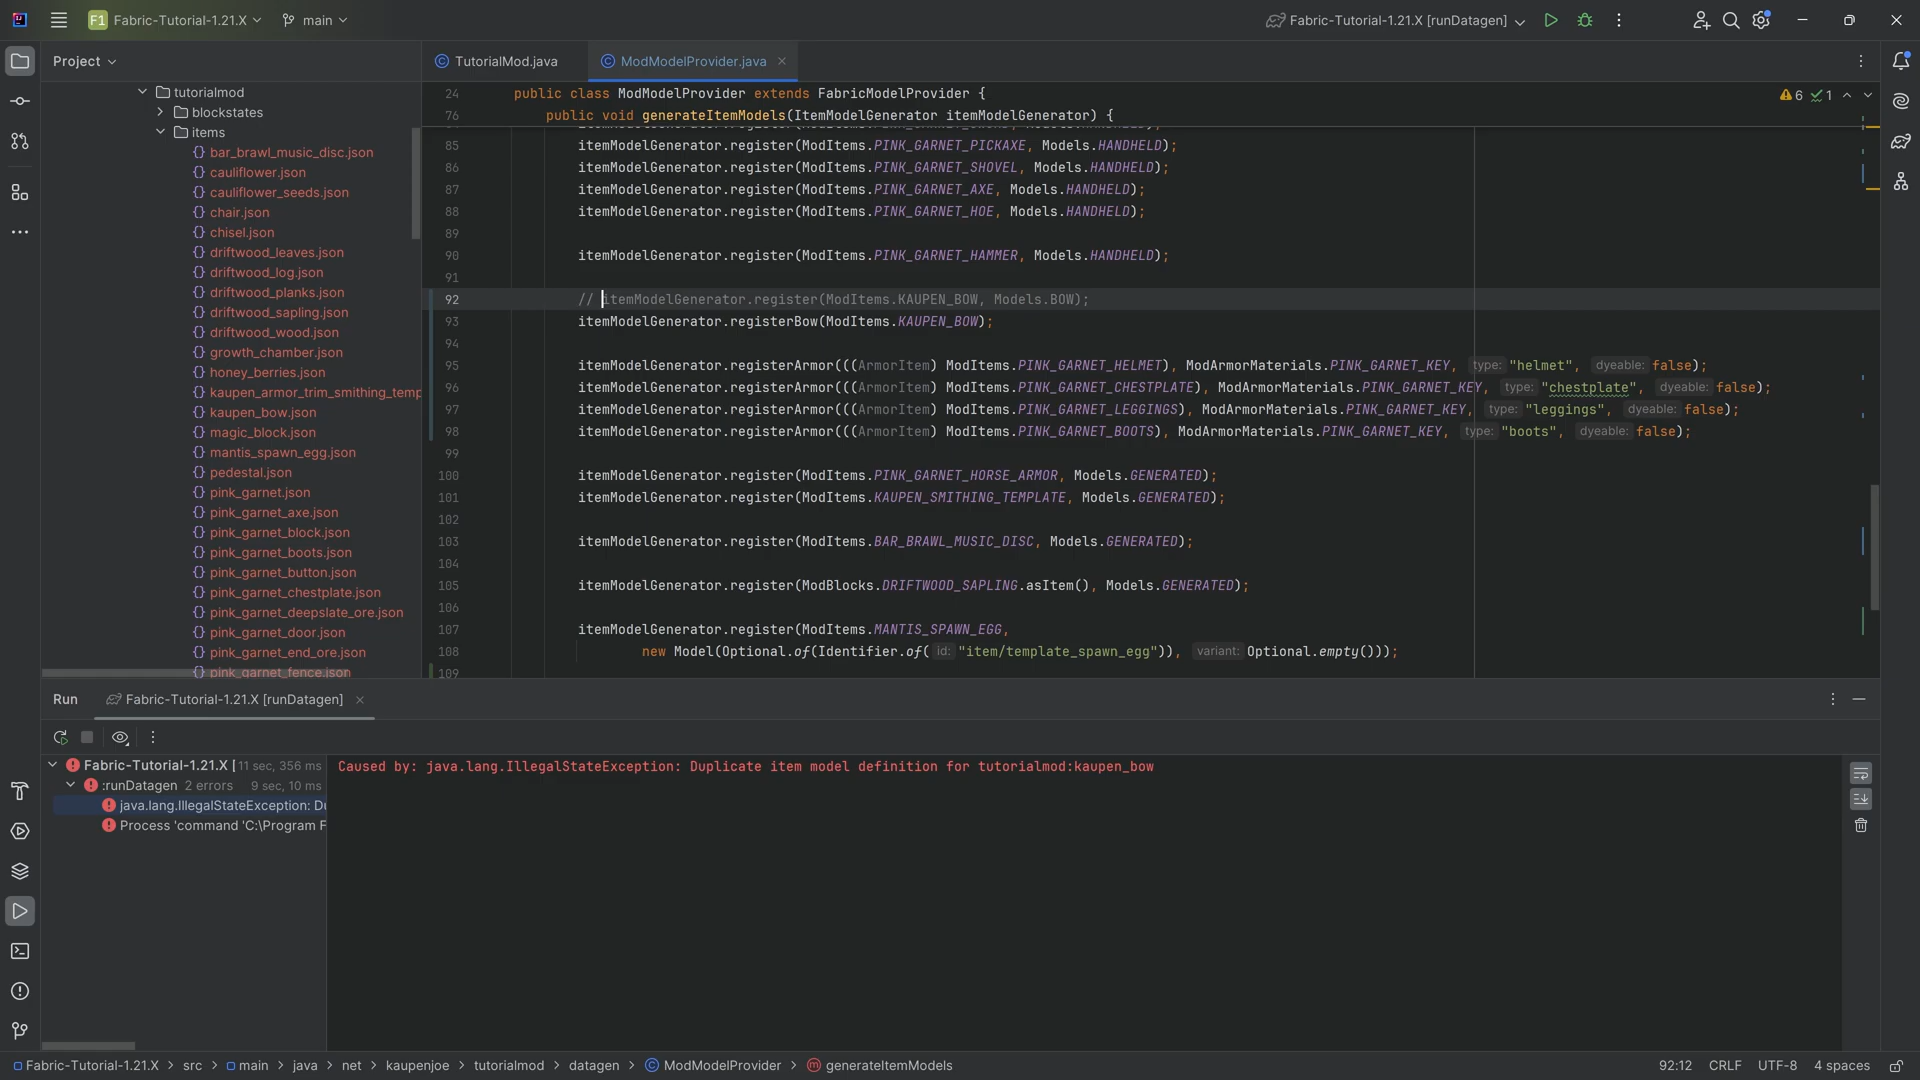 F1 Fabric-Tutorial-1.21.X main Fabric-Tutorial-1.21.X [runDatagen]
Project
TutorialMod.java ModModelProvider.java
tutorialmod
blockstates
items
bar_brawl_music_disc.json
cauliflower.json
cauliflower_seeds.json
chair.json
chisel.json
driftwood_leaves.json
driftwood_log.json
driftwood_planks.json
driftwood_sapling.json
driftwood_wood.json
growth_chamber.json
honey_berries.json
kaupen_armor_trim_smithing_temp
kaupen_bow.json
magic_block.json
mantis_spawn_egg.json
pedestal.json
pink_garnet.json
pink_garnet_axe.json
pink_garnet_block.json
pink_garnet_boots.json
pink_garnet_button.json
pink_garnet_chestplate.json
pink_garnet_deepslate_ore.json
pink_garnet_door.json
pink_garnet_end_ore.json
pink_garnet_fence.json
24 public class ModModelProvider extends FabricModelProvider {
6 1
76 public void generateItemModels(ItemModelGenerator itemModelGenerator) {
85 itemModelGenerator.register(ModItems.PINK_GARNET_PICKAXE, Models.HANDHELD);
86 itemModelGenerator.register(ModItems.PINK_GARNET_SHOVEL, Models.HANDHELD);
87 itemModelGenerator.register(ModItems.PINK_GARNET_AXE, Models.HANDHELD);
88 itemModelGenerator.register(ModItems.PINK_GARNET_HOE, Models.HANDHELD);
89
90 itemModelGenerator.register(ModItems.PINK_GARNET_HAMMER, Models.HANDHELD);
91
92 // itemModelGenerator.register(ModItems.KAUPEN_BOW, Models.BOW);
93 itemModelGenerator.registerBow(ModItems.KAUPEN_BOW);
94
95 itemModelGenerator.registerArmor(((ArmorItem) ModItems.PINK_GARNET_HELMET), ModArmorMaterials.PINK_GARNET_KEY, type: "helmet", dyeable: false);
96 itemModelGenerator.registerArmor(((ArmorItem) ModItems.PINK_GARNET_CHESTPLATE), ModArmorMaterials.PINK_GARNET_KEY, type: "chestplate", dyeable: false);
97 itemModelGenerator.registerArmor(((ArmorItem) ModItems.PINK_GARNET_LEGGINGS), ModArmorMaterials.PINK_GARNET_KEY, type: "leggings", dyeable: false);
98 itemModelGenerator.registerArmor(((ArmorItem) ModItems.PINK_GARNET_BOOTS), ModArmorMaterials.PINK_GARNET_KEY, type: "boots", dyeable: false);
99
100 itemModelGenerator.register(ModItems.PINK_GARNET_HORSE_ARMOR, Models.GENERATED);
101 itemModelGenerator.register(ModItems.KAUPEN_SMITHING_TEMPLATE, Models.GENERATED);
102
103 itemModelGenerator.register(ModItems.BAR_BRAWL_MUSIC_DISC, Models.GENERATED);
104
105 itemModelGenerator.register(ModBlocks.DRIFTWOOD_SAPLING.asItem(), Models.GENERATED);
106
107 itemModelGenerator.register(ModItems.MANTIS_SPAWN_EGG,
108 new Model(Optional.of(Identifier.of( id: "item/template_spawn_egg")), variant: Optional.empty()));
109
Run Fabric-Tutorial-1.21.X [runDatagen]
Fabric-Tutorial-1.21.X [ 11 sec, 356 ms
:runDatagen 2 errors 9 sec, 10 ms
java.lang.IllegalStateException: Du
Process 'command 'C:\Program F
Caused by: java.lang.IllegalStateException: Duplicate item model definition for tutorialmod:kaupen_bow
Fabric-Tutorial-1.21.X > src > main > java > net > kaupenjoe > tutorialmod > datagen > ModModelProvider > generateItemModels
92:12 CRLF UTF-8 4 spaces